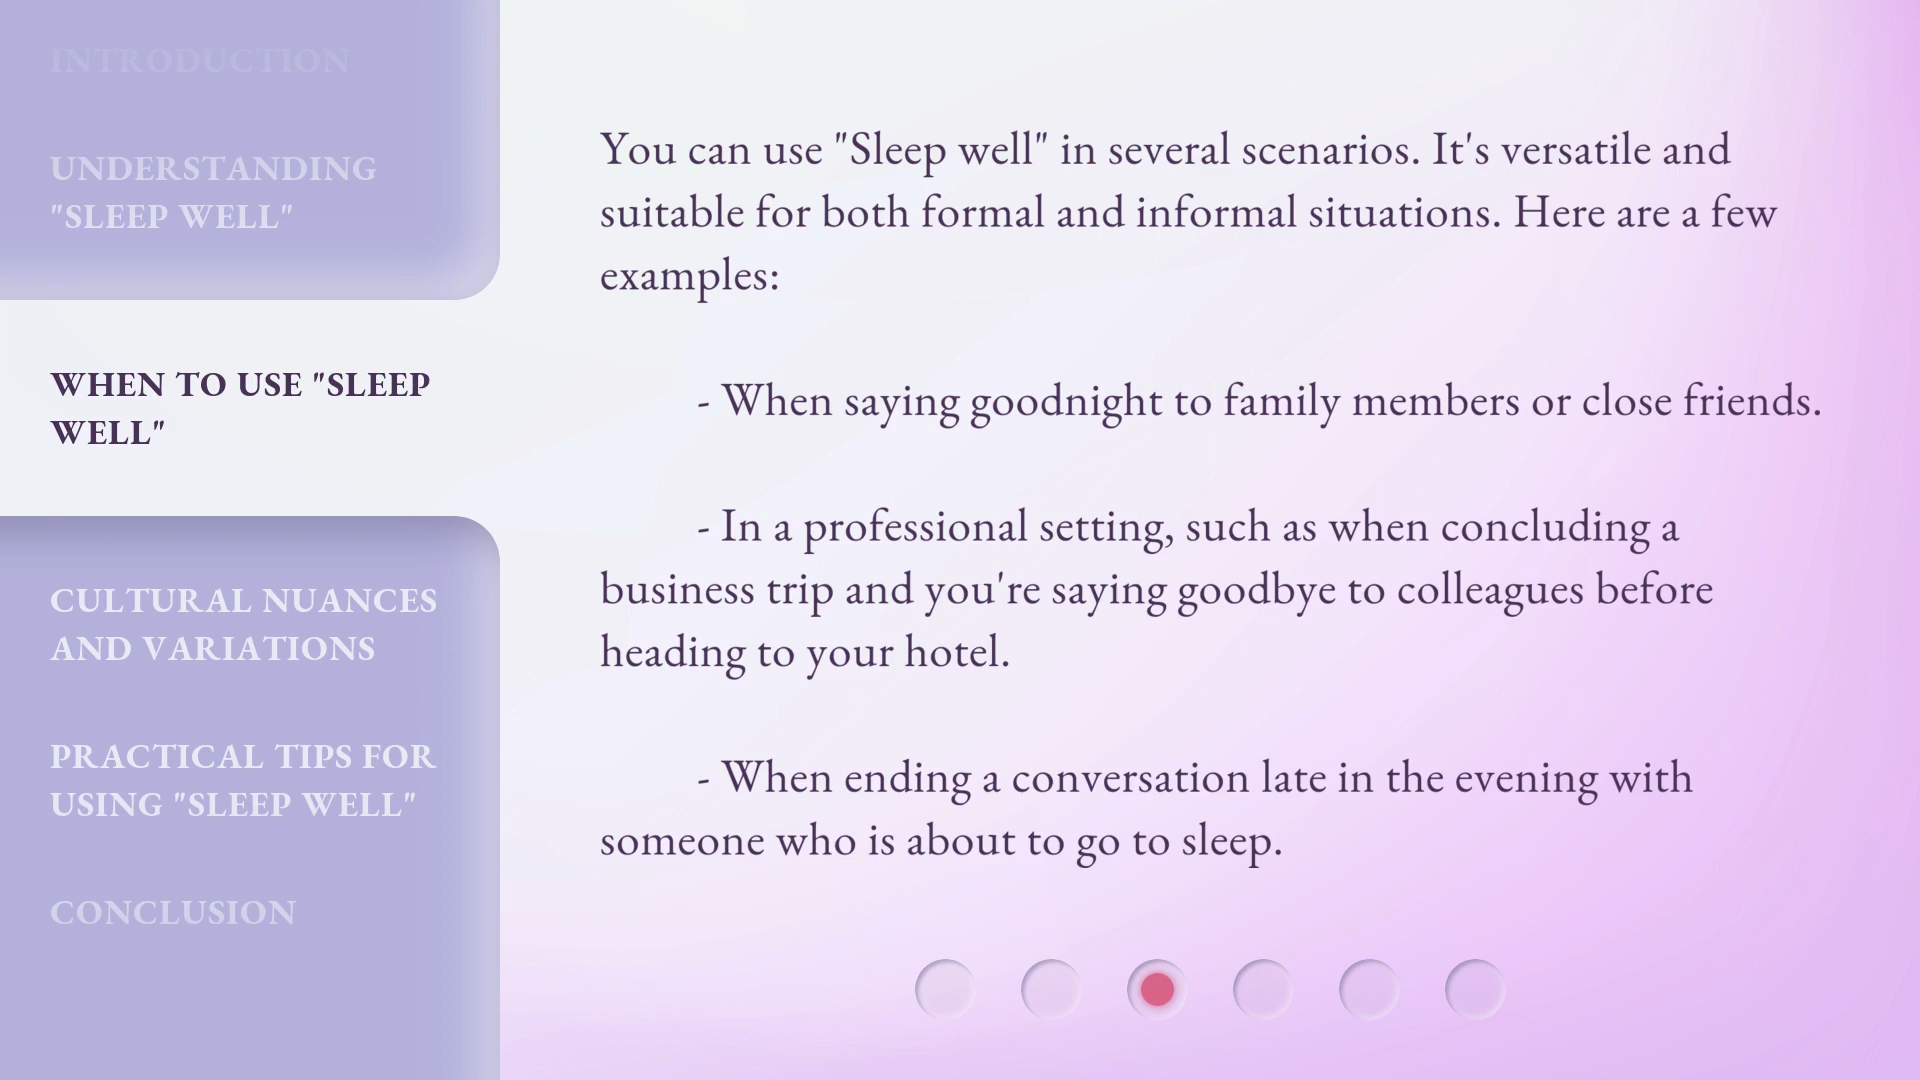 INTRODUCTION
UNDERSTANDING
"SLEEP WELL"
WHEN TO USE "SLEEP
WELL"
CULTURAL NUANCES
AND VARIATIONS
PRACTICAL TIPS FOR
USING "SLEEP WELL"
CONCLUSION
You can use "Sleep well" in several scenarios. It's versatile and
suitable for both formal and informal situations. Here are a few
examples:
- When saying goodnight to family members or close friends.
- In a professional setting, such as when concluding a
business trip and you're saying goodbye to colleagues before
heading to your hotel.
- When ending a conversation late in the evening with
someone who is about to go to sleep.